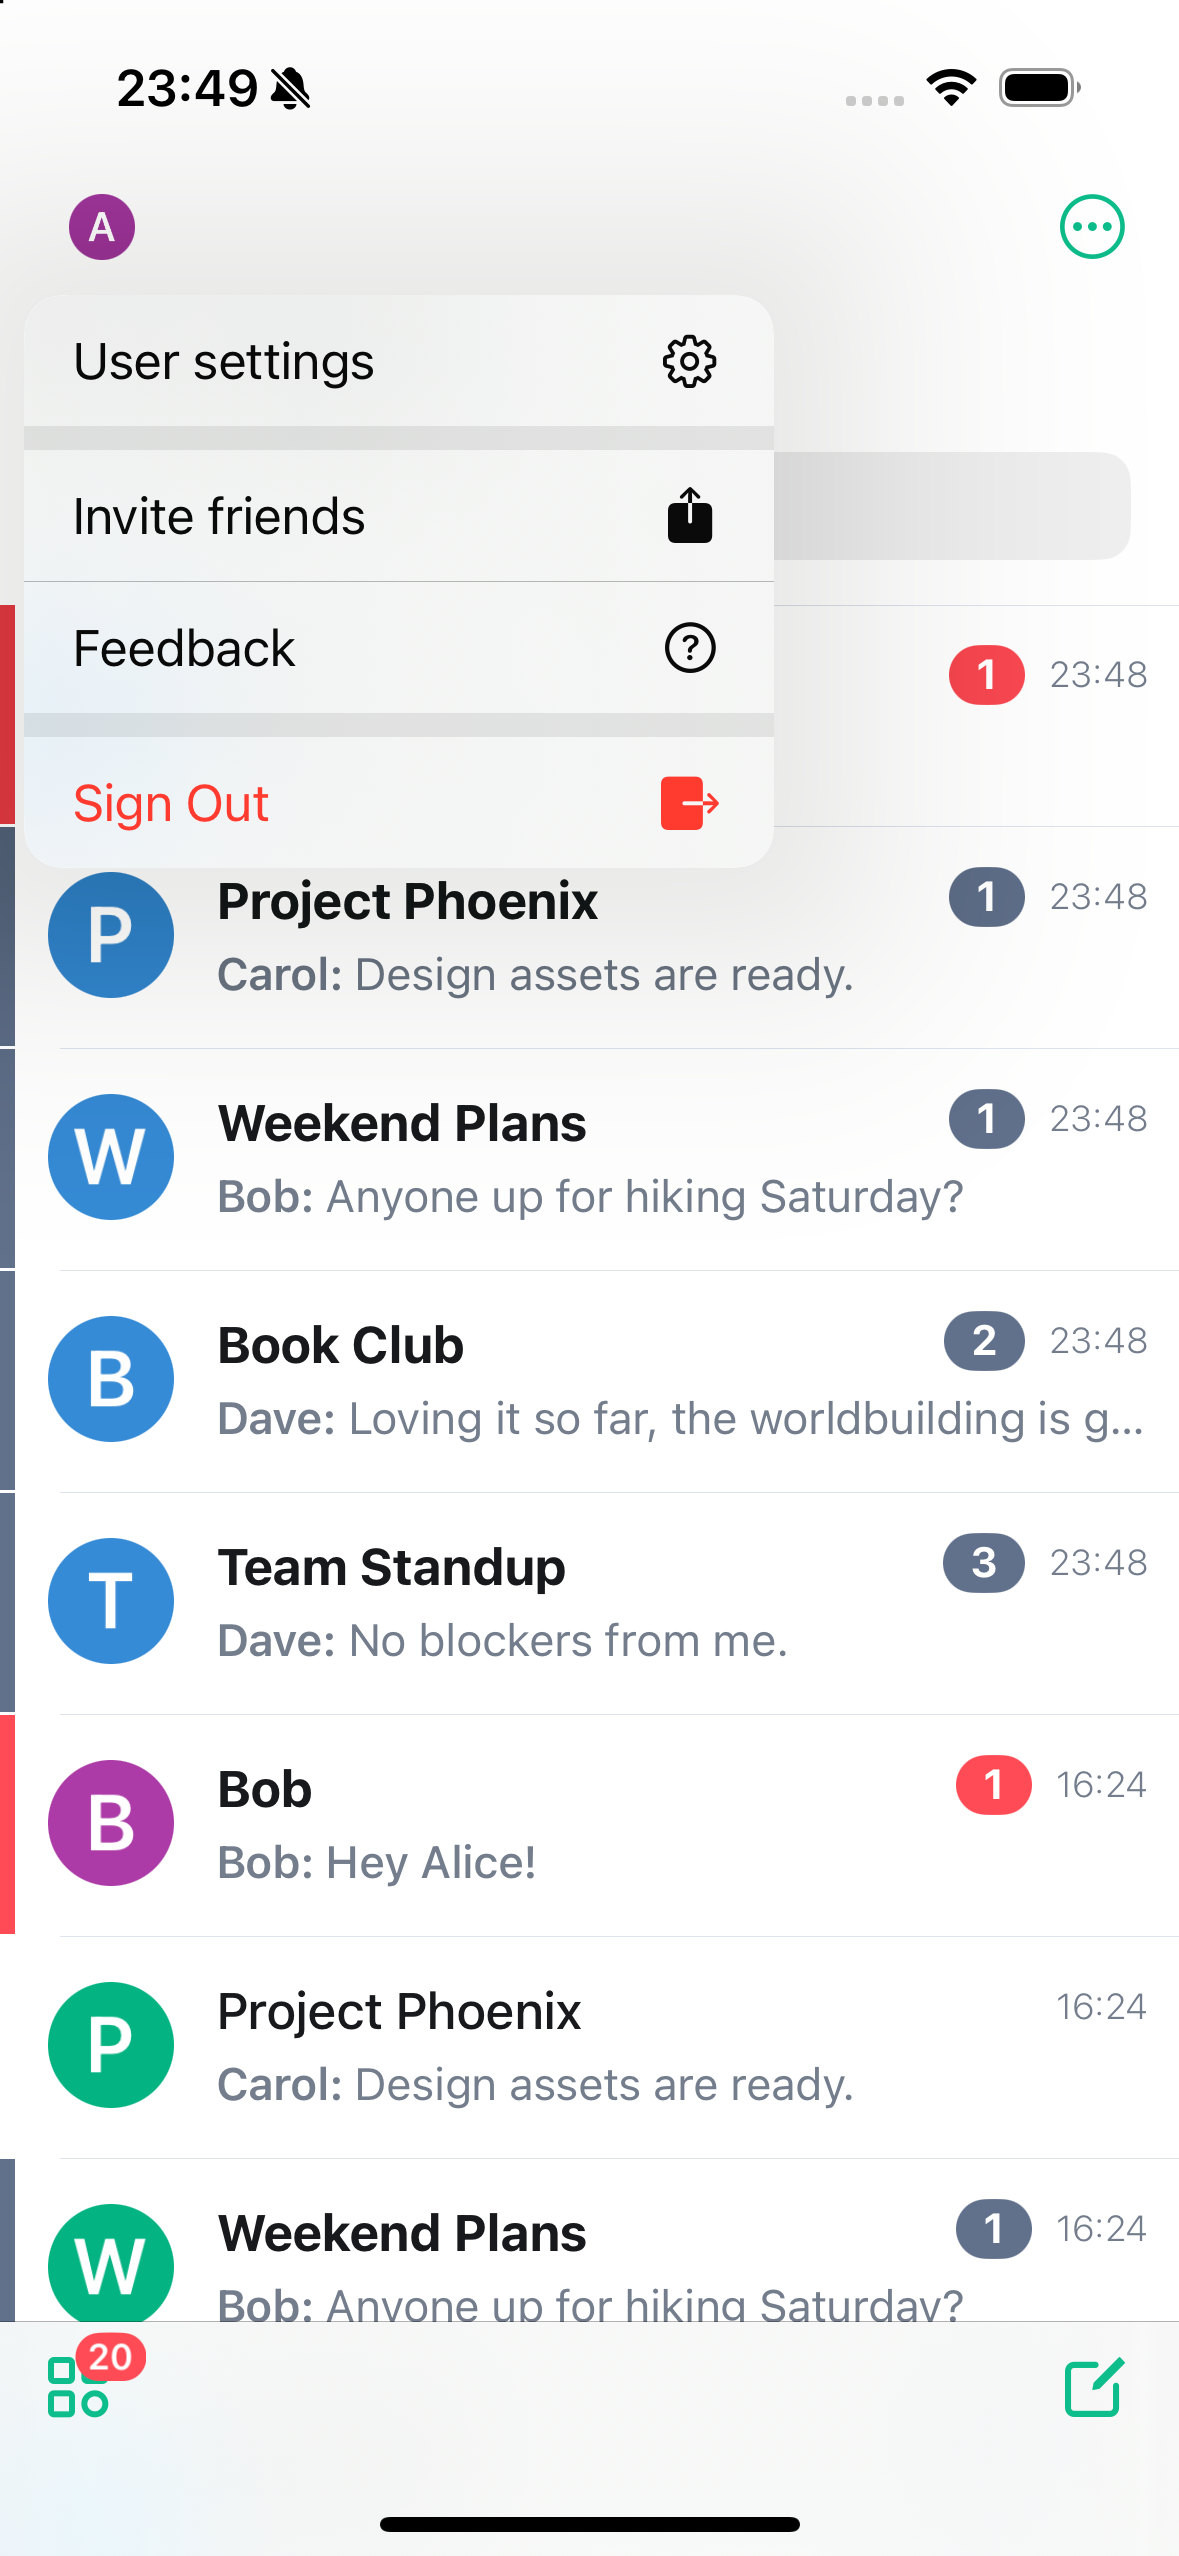 23:49
A
User settings
Invite friends
Feedback
Sign Out
1 23:48
P
Project Phoenix
1 23:48
Carol: Design assets are ready.
W
Weekend Plans
1 23:48
Bob: Anyone up for hiking Saturday?
B
Book Club
2 23:48
Dave: Loving it so far, the worldbuilding is g...
T
Team Standup
3 23:48
Dave: No blockers from me.
B
Bob
1 16:24
Bob: Hey Alice!
P
Project Phoenix
16:24
Carol: Design assets are ready.
W
Weekend Plans
1 16:24
Bob: Anyone up for hiking Saturday?
20